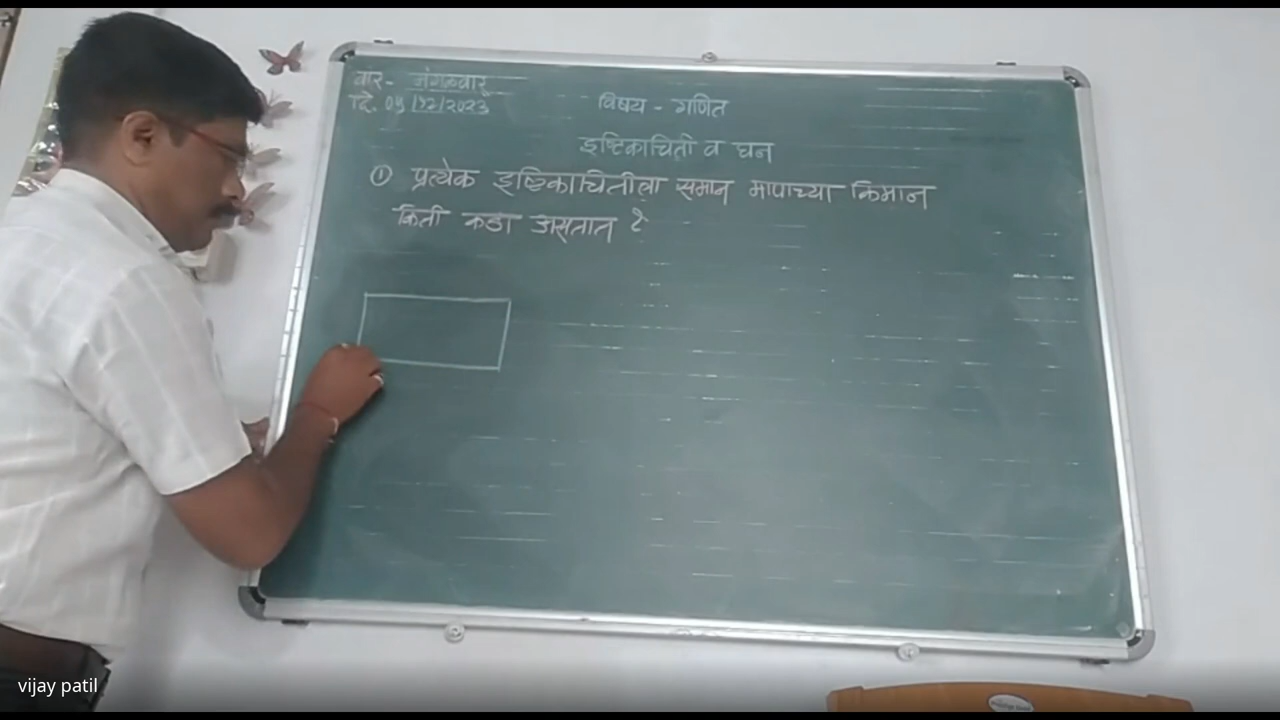 वार- मंगळवार
दि. 05/12/2023
विषय - गणित
इष्टिकाचिती व घन
① प्रत्येक इष्टिकाचितीला समान मापाच्या किमान
किती कडा असतात ?
vijay patil